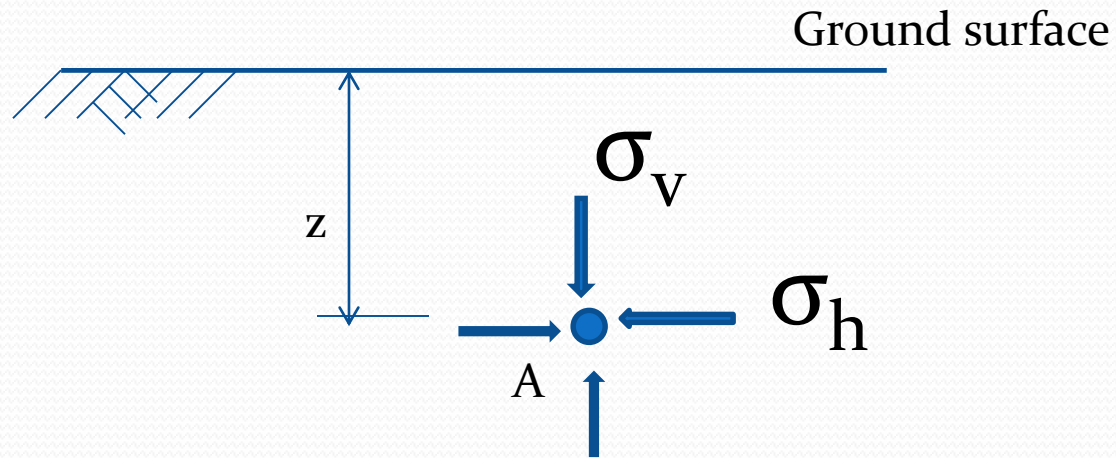 Ground surface
σv
z
σh
A